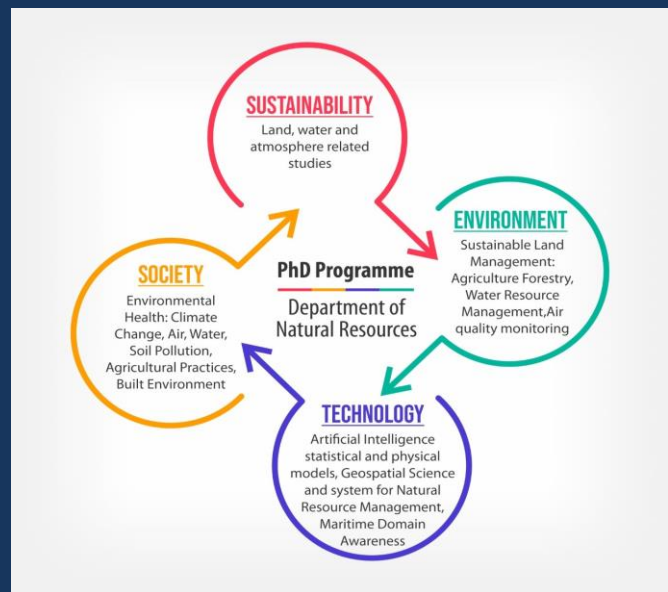 SUSTAINABILITY
Land, water and
atmosphere related
studies
ENVIRONMENT
Sustainable Land
Management:
Agriculture Forestry,
Water Resource
Management,Air
quality monitoring
PhD Programme
Department of
Natural Resources
SOCIETY
Environmental
Health: Climate
Change, Air, Water,
Soil Pollution,
Agricultural Practices,
Built Environment
TECHNOLOGY
Artificial Intelligence
statistical and physical
models, Geospatial Science
and system for Natural
Resource Management,
Maritime Domain
Awareness